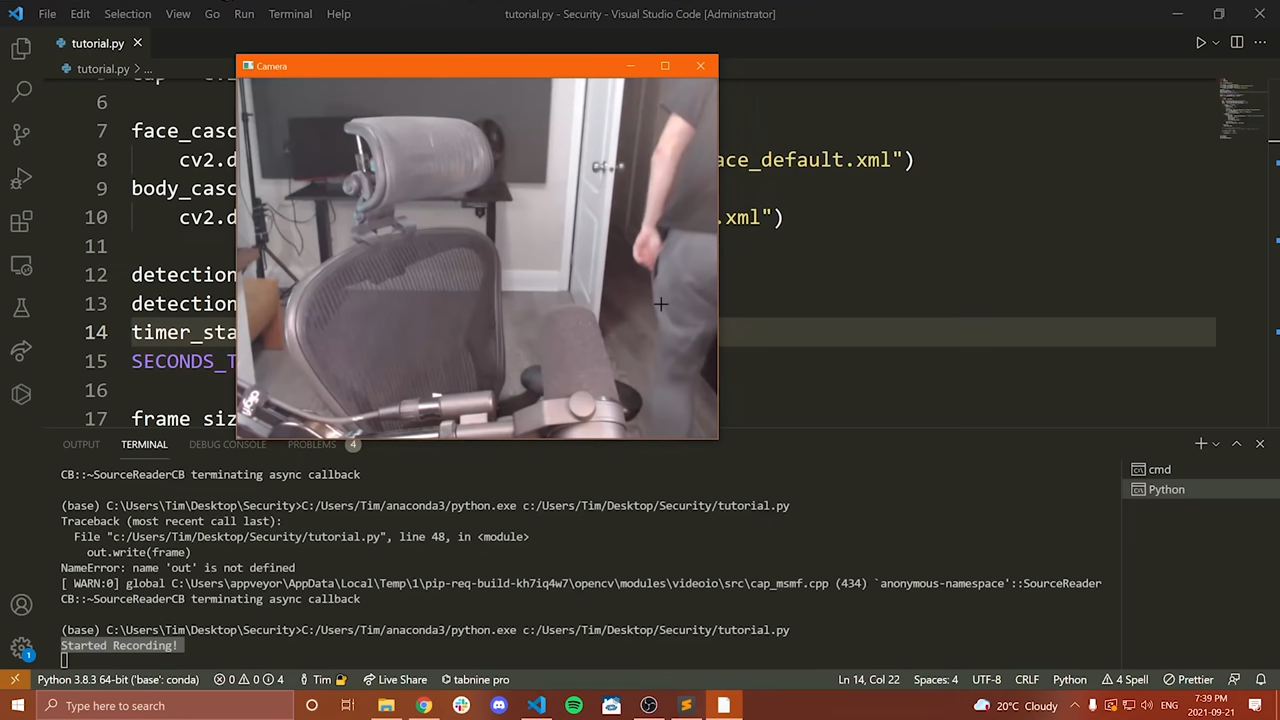 File Edit Selection View Go Run Terminal Help
tutorial.py - Security - Visual Studio Code [Administrator]
tutorial.py
tutorial.py > ...
Camera
6
7 face_casc
8 cv2.d ace_default.xml")
9 body_casc
10 cv2.d .xml")
11
12 detection
13 detection
14 timer_sta
15 SECONDS_T
16
17 frame_siz
OUTPUT TERMINAL DEBUG CONSOLE PROBLEMS 4
CB::~SourceReaderCB terminating async callback
(base) C:\Users\Tim\Desktop\Security>C:/Users/Tim/anaconda3/python.exe c:/Users/Tim/Desktop/Security/tutorial.py
Traceback (most recent call last):
File "c:/Users/Tim/Desktop/Security/tutorial.py", line 48, in <module>
out.write(frame)
NameError: name 'out' is not defined
[ WARN:0] global C:\Users\appveyor\AppData\Local\Temp\1\pip-req-build-kh7iq4w7\opencv\modules\videoio\src\cap_msmf.cpp (434) `anonymous-namespace'::SourceReader
CB::~SourceReaderCB terminating async callback
(base) C:\Users\Tim\Desktop\Security>C:/Users/Tim/anaconda3/python.exe c:/Users/Tim/Desktop/Security/tutorial.py
Started Recording!
cmd
Python
1
Python 3.8.3 64-bit ('base': conda) 0 0 4 Tim Live Share tabnine pro Ln 14, Col 22 Spaces: 4 UTF-8 CRLF Python 4 Spell Prettier
Type here to search
20°C Cloudy
ENG
7:39 PM
2021-09-21